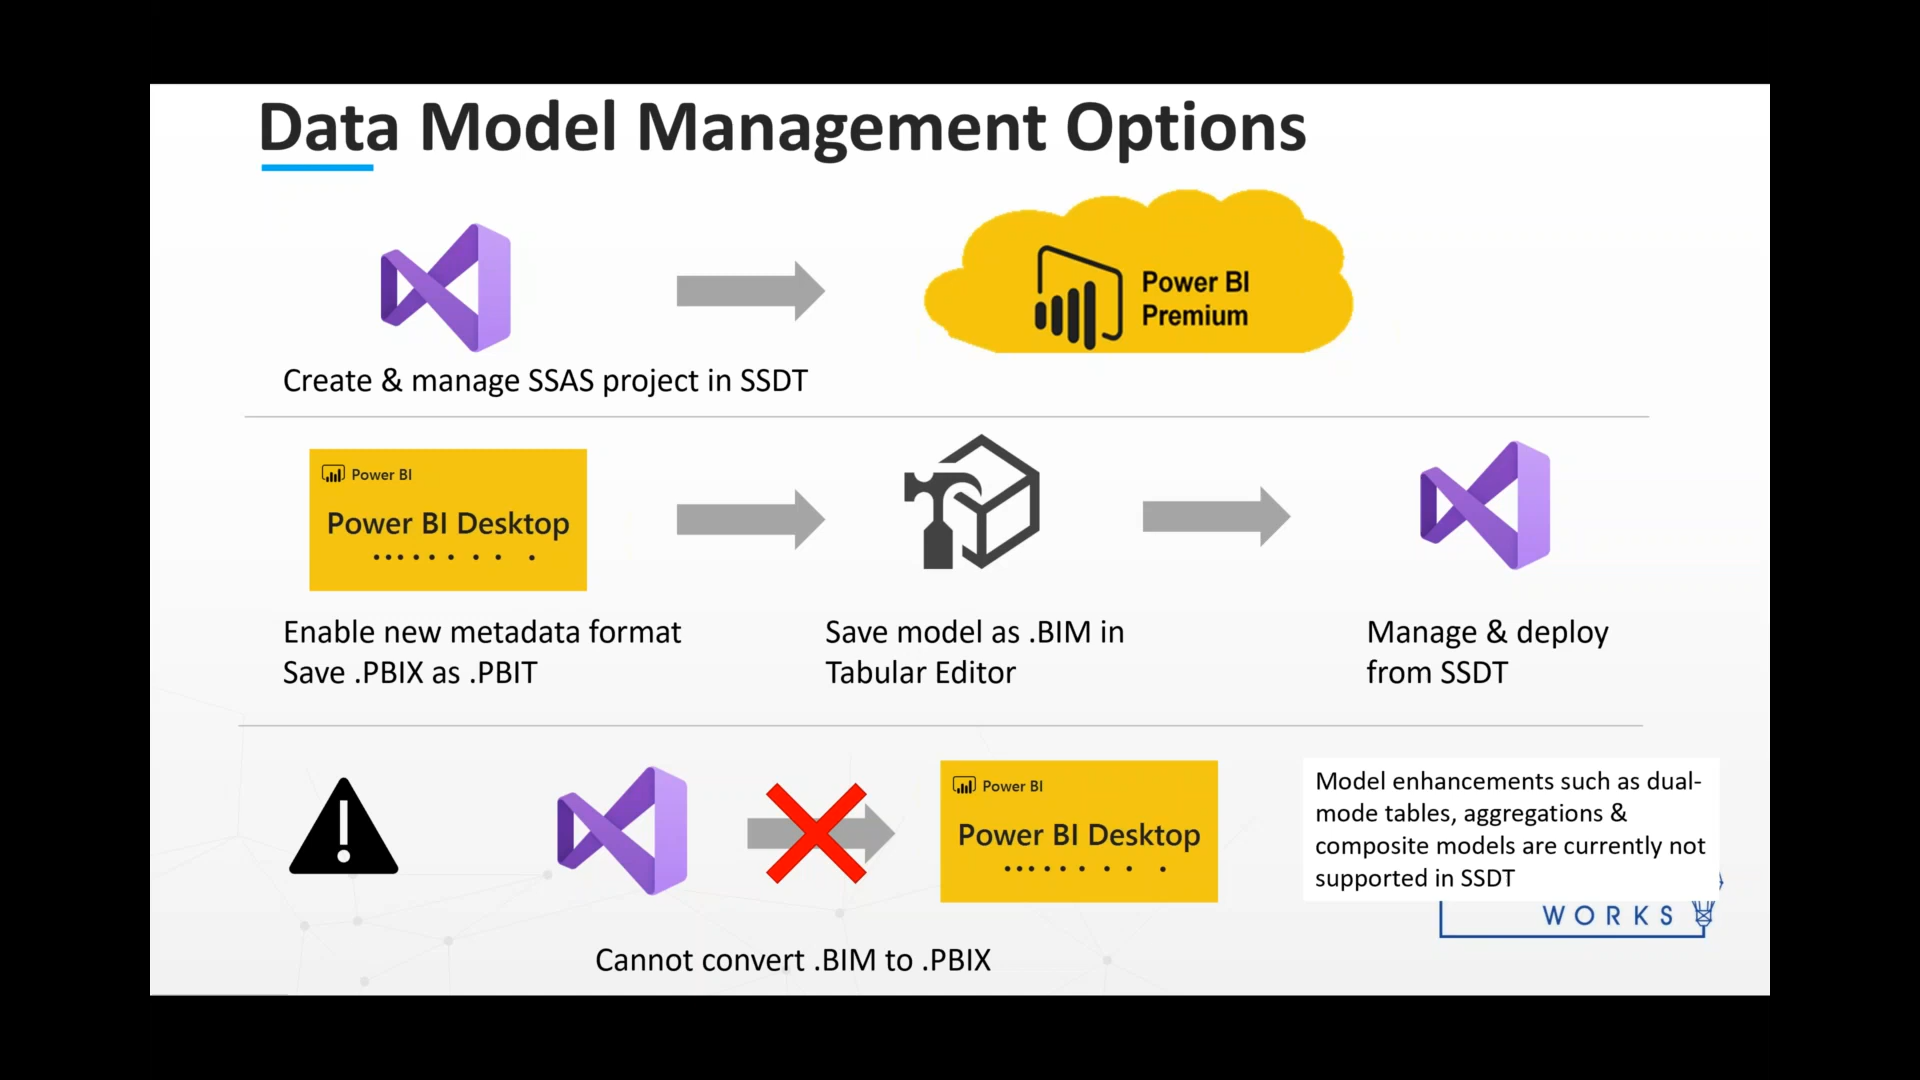 Data Model Management Options
Power BI
Premium
Create & manage SSAS project in SSDT
Power BI
Power BI Desktop
Enable new metadata format
Save .PBIX as .PBIT
Save model as .BIM in
Tabular Editor
Manage & deploy
from SSDT
Power BI
Power BI Desktop
Cannot convert .BIM to .PBIX
Model enhancements such as dual-
mode tables, aggregations &
composite models are currently not
supported in SSDT
WORKS